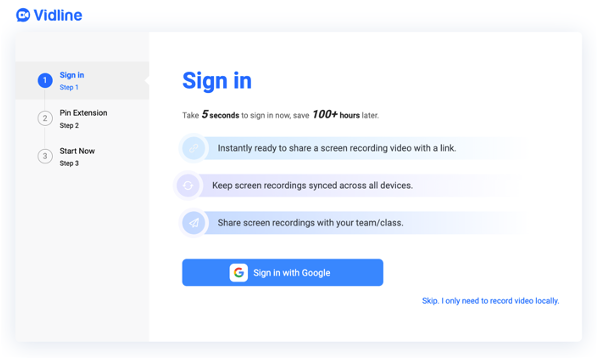 Vidline
1
Sign in
Step 1
2
Pin Extension
Step 2
3
Start Now
Step 3
Sign in
Take 5 seconds to sign in now, save 100+ hours later.
Instantly ready to share a screen recording video with a link.
Keep screen recordings synced across all devices.
Share screen recordings with your team/class.
Sign in with Google
Skip. I only need to record video locally.